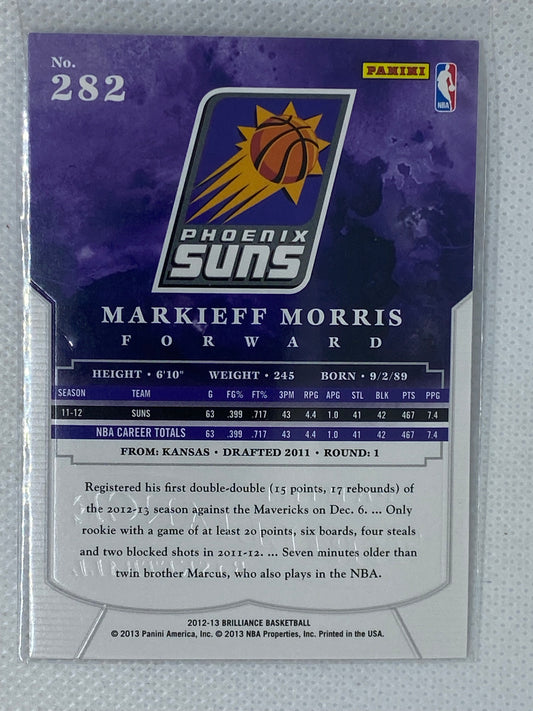 No.
282
PANINI
NBA
PHOENIX
SUNS
MARKIEFF MORRIS
FORWARD
HEIGHT • 6'10" WEIGHT • 245 BORN • 9/2/89
SEASON TEAM G FG% FT% 3PM RPG APG STL BLK PTS PPG
11-12 SUNS 63 .399 .717 43 4.4 1.0 41 42 467 7.4
NBA CAREER TOTALS 63 .399 .717 43 4.4 1.0 41 42 467 7.4
FROM: KANSAS • DRAFTED 2011 • ROUND: 1
Registered his first double-double (15 points, 17 rebounds) of
the 2012-13 season against the Mavericks on Dec. 6. ... Only
rookie with a game of at least 20 points, six boards, four steals
and two blocked shots in 2011-12. ... Seven minutes older than
twin brother Marcus, who also plays in the NBA.
2012-13 BRILLIANCE BASKETBALL
© 2013 Panini America, Inc. © 2013 NBA Properties, Inc. Printed in the USA.